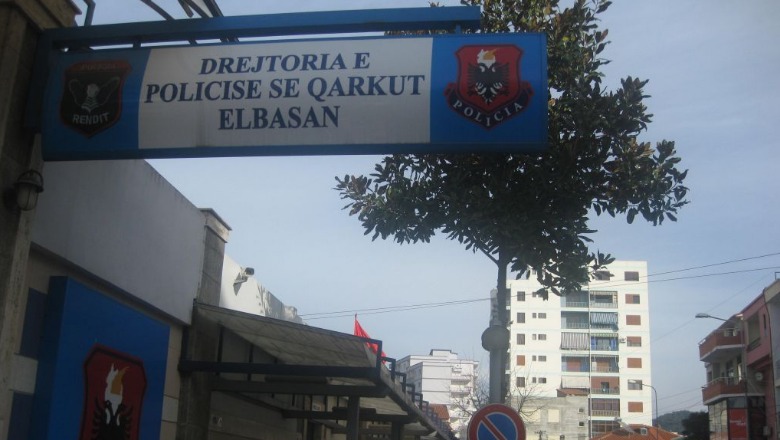 DREJTORIA E
POLICISE SE QARKUT
ELBASAN
RENDIT
POLICIA